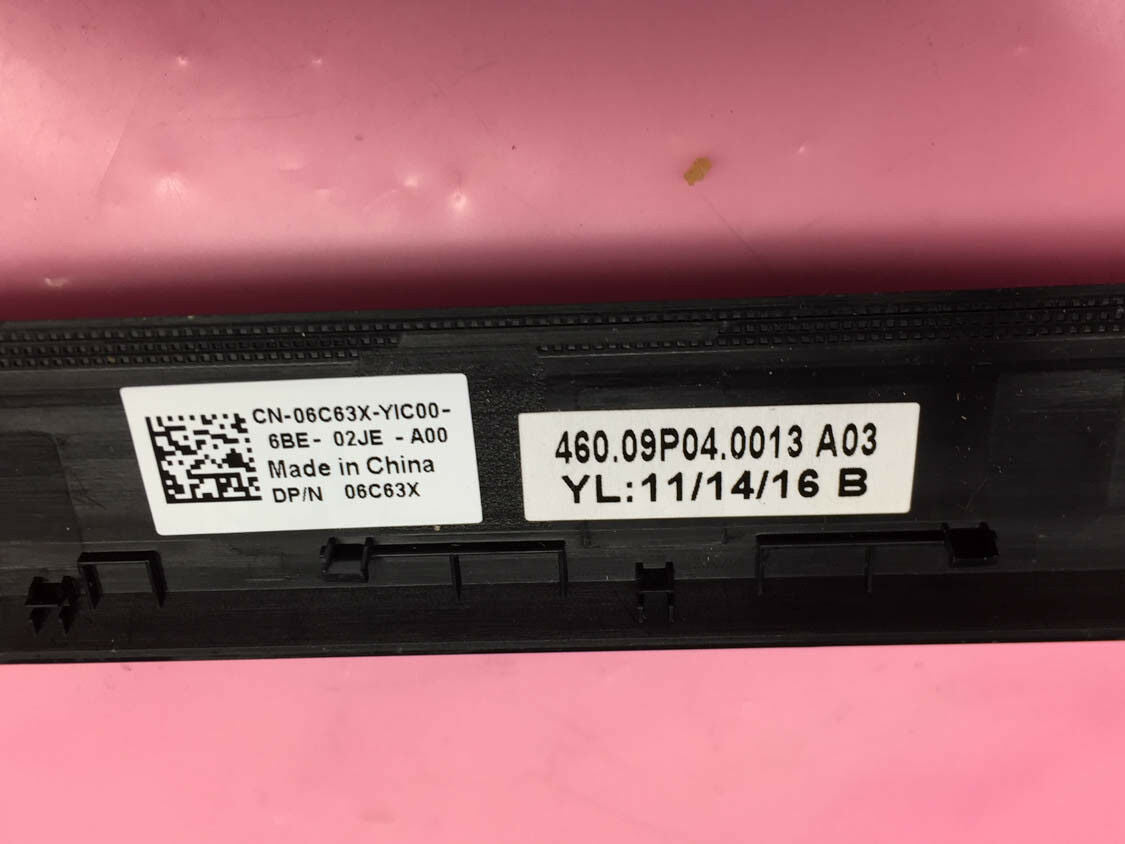 CN-06C63X-YIC00-
6BE- 02JE -A00
Made in China
DP/N 06C63X
460.09P04.0013 A03
YL:11/14/16 B